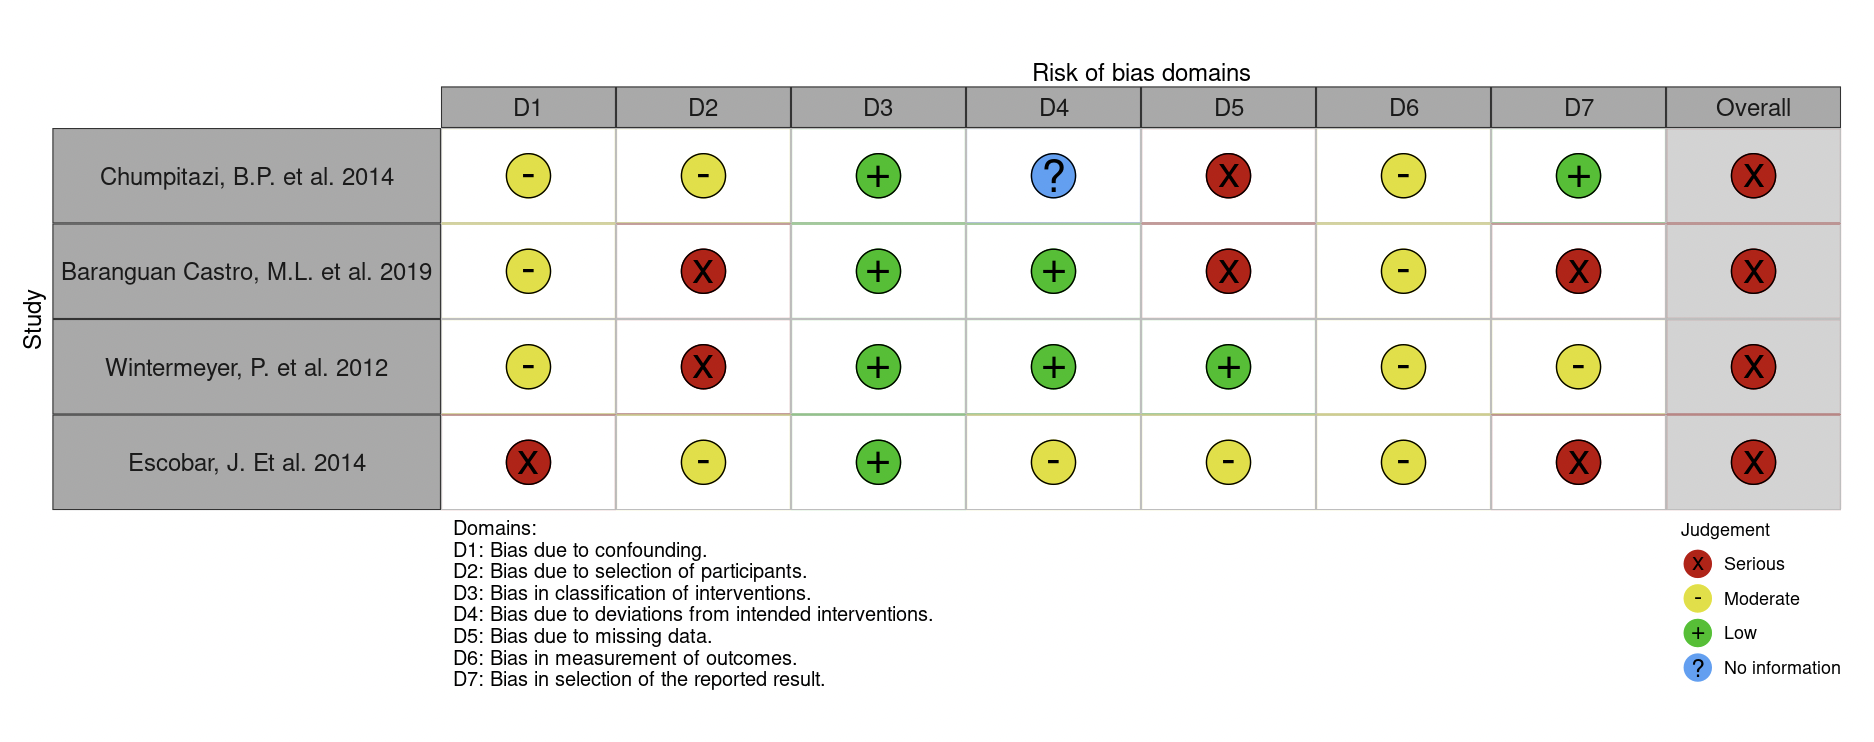 Risk of bias domains
D1 D2 D3 D4 D5 D6 D7 Overall
Study
Chumpitazi, B.P. et al. 2014 - - + ? X - + X
Baranguan Castro, M.L. et al. 2019 - X + + X - X X
Wintermeyer, P. et al. 2012 - X + + + - - X
Escobar, J. Et al. 2014 X - + - - - X X
Domains:
D1: Bias due to confounding.
D2: Bias due to selection of participants.
D3: Bias in classification of interventions.
D4: Bias due to deviations from intended interventions.
D5: Bias due to missing data.
D6: Bias in measurement of outcomes.
D7: Bias in selection of the reported result.
Judgement
X Serious
- Moderate
+ Low
? No information